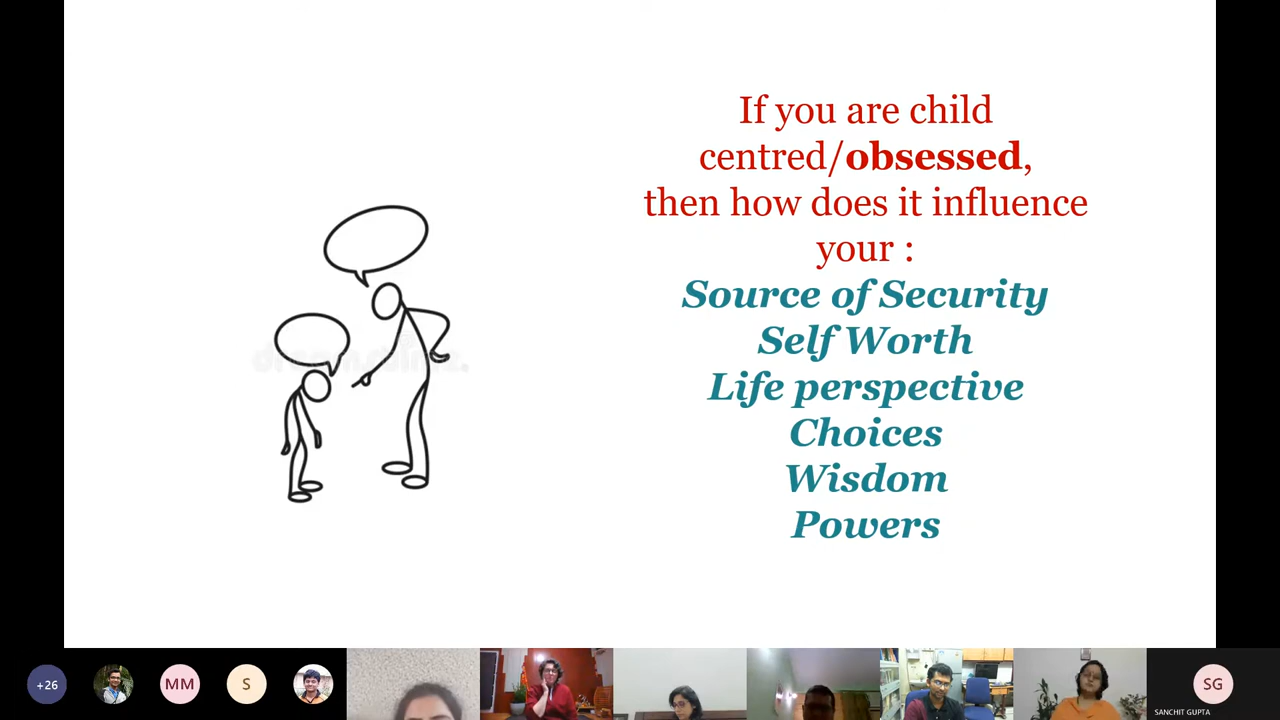 If you are child
centred/obsessed,
then how does it influence
your :
Source of Security
Self Worth
Life perspective
Choices
Wisdom
Powers
+26
MM
S
SG
SANCHIT GUPTA